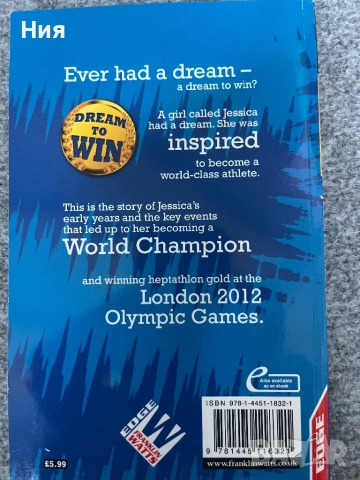 Ния
Ever had a dream –
a dream to win?
DREAM
TO
WIN
A girl called Jessica
had a dream. She was
inspired
to become a
world-class athlete.
This is the story of Jessica's
early years and the key events
that led up to her becoming a
World Champion
and winning heptathlon gold at the
London 2012
Olympic Games.
e
Also available
as an ebook
ISBN 978-1-4451-1832-1
EDGE
FRANKLIN
WATTS
£5.99
www.franklinwatts.co.uk
EDGE